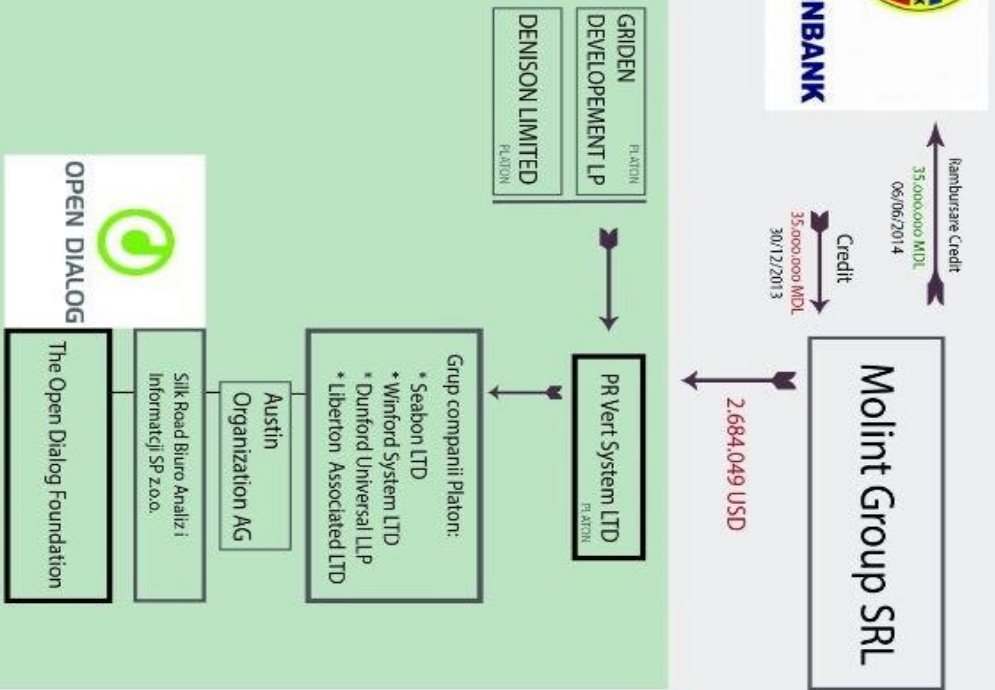 NBANK
Rambursare Credit
35.000.000 MDL
06/06/2014
Credit
35.000.000 MDL
30/12/2013
Molint Group SRL
2.684.049 USD
GRIDEN
DEVELOPEMENT LP
PLATON
DENISON LIMITED
PLATON
PR Vert System LTD
PLATON
Grup companii Platon:
* Seabon LTD
* Winford System LTD
* Dunford Universal LLP
* Liberton Associated LTD
Austin
Organization AG
Silk Road Biuro Analiz i
Informatcji SP z.o.o.
OPEN DIALOG
The Open Dialog Foundation